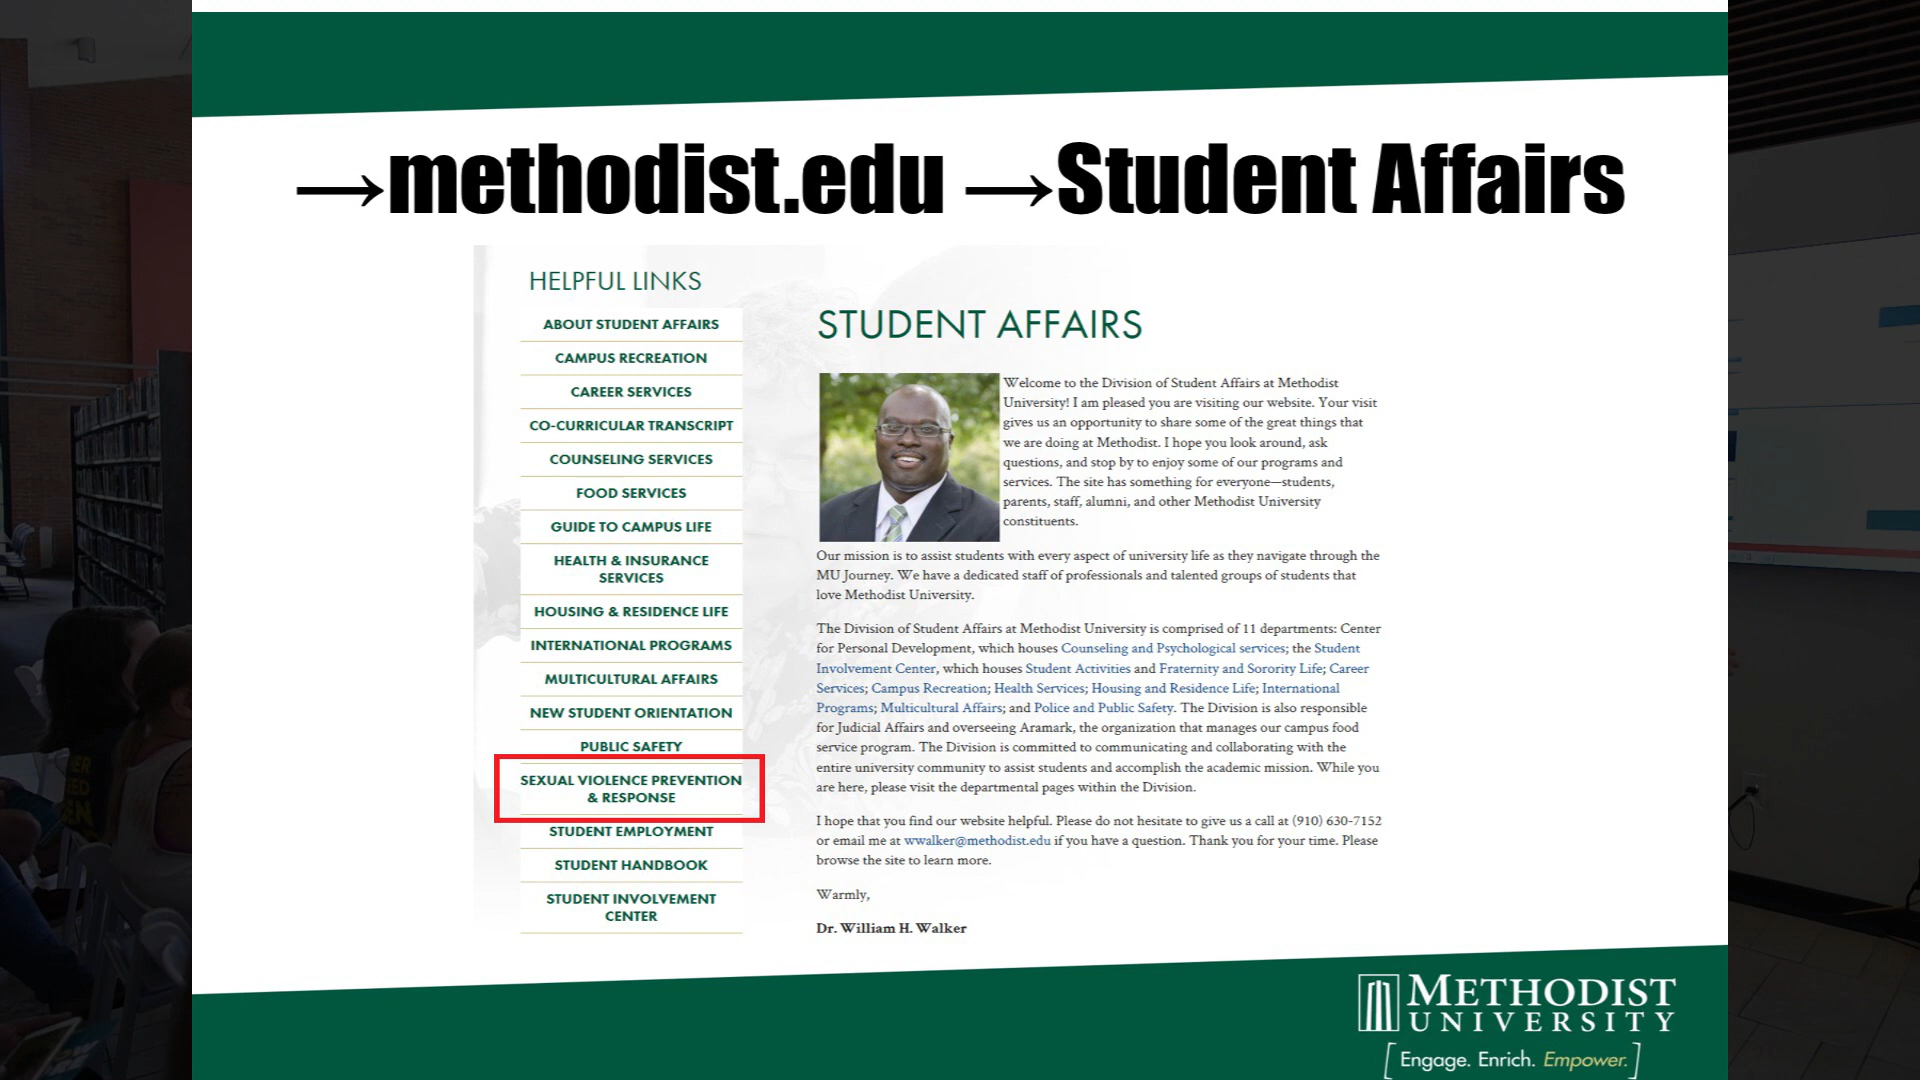 →methodist.edu →Student Affairs
HELPFUL LINKS
ABOUT STUDENT AFFAIRS
CAMPUS RECREATION
CAREER SERVICES
CO-CURRICULAR TRANSCRIPT
COUNSELING SERVICES
FOOD SERVICES
GUIDE TO CAMPUS LIFE
HEALTH & INSURANCE
SERVICES
HOUSING & RESIDENCE LIFE
INTERNATIONAL PROGRAMS
MULTICULTURAL AFFAIRS
NEW STUDENT ORIENTATION
PUBLIC SAFETY
SEXUAL VIOLENCE PREVENTION
& RESPONSE
STUDENT EMPLOYMENT
STUDENT HANDBOOK
STUDENT INVOLVEMENT
CENTER
STUDENT AFFAIRS
Welcome to the Division of Student Affairs at Methodist
University! I am pleased you are visiting our website. Your visit
gives us an opportunity to share some of the great things that
we are doing at Methodist. I hope you look around, ask
questions, and stop by to enjoy some of our programs and
services. The site has something for everyone—students,
parents, staff, alumni, and other Methodist University
constituents.
Our mission is to assist students with every aspect of university life as they navigate through the
MU Journey. We have a dedicated staff of professionals and talented groups of students that
love Methodist University.
The Division of Student Affairs at Methodist University is comprised of 11 departments: Center
for Personal Development, which houses Counseling and Psychological services; the Student
Involvement Center, which houses Student Activities and Fraternity and Sorority Life; Career
Services; Campus Recreation; Health Services; Housing and Residence Life; International
Programs; Multicultural Affairs; and Police and Public Safety. The Division is also responsible
for Judicial Affairs and overseeing Aramark, the organization that manages our campus food
service program. The Division is committed to communicating and collaborating with the
entire university community to assist students and accomplish the academic mission. While you
are here, please visit the departmental pages within the Division.
I hope that you find our website helpful. Please do not hesitate to give us a call at (910) 630-7152
or email me at wwalker@methodist.edu if you have a question. Thank you for your time. Please
browse the site to learn more.
Warmly,
Dr. William H. Walker
METHODIST
UNIVERSITY
[Engage. Enrich. Empower.]